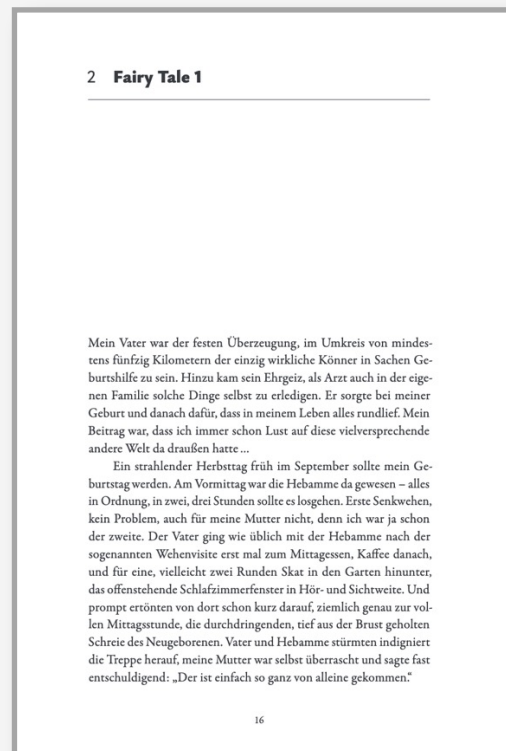 2 Fairy Tale 1
Mein Vater war der festen Überzeugung, im Umkreis von mindes-
tens fünfzig Kilometern der einzig wirkliche Könner in Sachen Ge-
burtshilfe zu sein. Hinzu kam sein Ehrgeiz, als Arzt auch in der eige-
nen Familie solche Dinge selbst zu erledigen. Er sorgte bei meiner
Geburt und danach dafür, dass in meinem Leben alles rundlief. Mein
Beitrag war, dass ich immer schon Lust auf diese vielversprechende
andere Welt da draußen hatte ...
Ein strahlender Herbsttag früh im September sollte mein Ge-
burtstag werden. Am Vormittag war die Hebamme da gewesen – alles
in Ordnung, in zwei, drei Stunden sollte es losgehen. Erste Senkwehen,
kein Problem, auch für meine Mutter nicht, denn ich war ja schon
der zweite. Der Vater ging wie üblich mit der Hebamme nach der
sogenannten Wehenvisite erst mal zum Mittagessen, Kaffee danach,
und für eine, vielleicht zwei Runden Skat in den Garten hinunter,
das offenstehende Schlafzimmerfenster in Hör- und Sichtweite. Und
prompt ertönten von dort schon kurz darauf, ziemlich genau zur vol-
len Mittagsstunde, die durchdringenden, tief aus der Brust geholten
Schreie des Neugeborenen. Vater und Hebamme stürmten indigniert
die Treppe herauf, meine Mutter war selbst überrascht und sagte fast
entschuldigend: „Der ist einfach so ganz von alleine gekommen.“
16